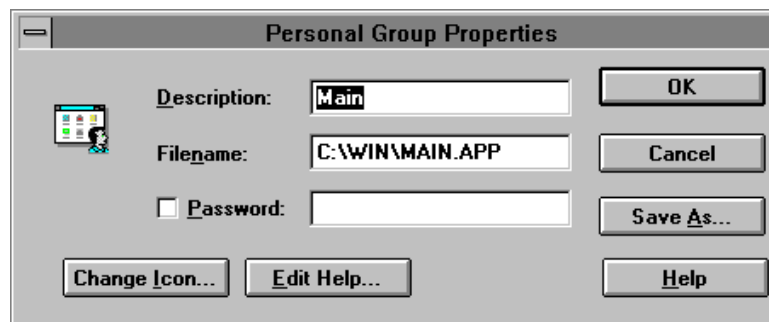 Personal Group Properties
Description: Main OK
Filename: C:\WIN\MAIN.APP Cancel
Password: Save As...
Change Icon... Edit Help... Help